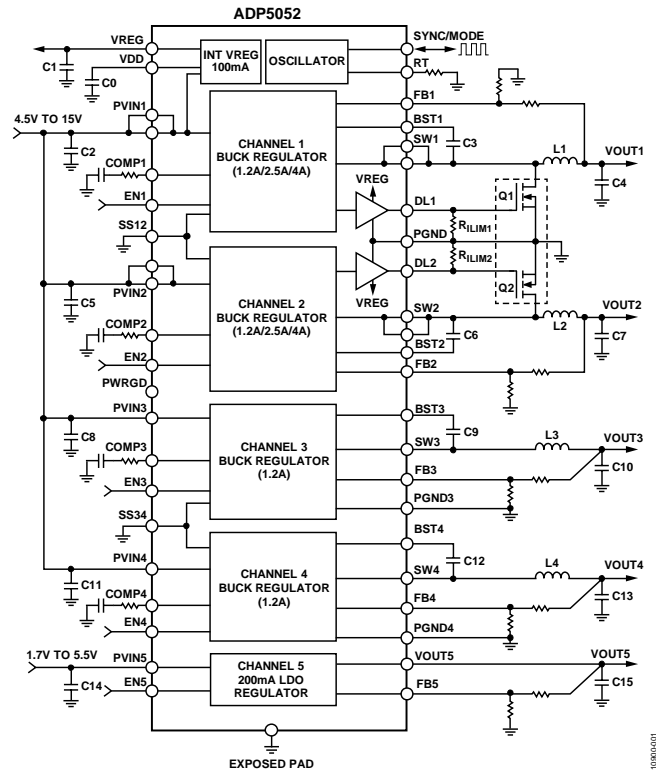 ADP5052
VREG
VDD
C1
C0
INT VREG
100mA
OSCILLATOR
SYNC/MODE
RT
FB1
BST1
SW1
C3
L1
VOUT1
C4
4.5V TO 15V
PVIN1
C2
COMP1
EN1
CHANNEL 1
BUCK REGULATOR
(1.2A/2.5A/4A)
VREG
DL1
Q1
RILIM1
PGND
RILIM2
DL2
Q2
VREG
SS12
PVIN2
C5
COMP2
EN2
CHANNEL 2
BUCK REGULATOR
(1.2A/2.5A/4A)
SW2
VOUT2
L2
C6
C7
BST2
FB2
PWRGD
PVIN3
C8
COMP3
EN3
CHANNEL 3
BUCK REGULATOR
(1.2A)
BST3
C9
SW3
L3
VOUT3
C10
FB3
PGND3
SS34
PVIN4
C11
COMP4
EN4
CHANNEL 4
BUCK REGULATOR
(1.2A)
BST4
C12
SW4
L4
VOUT4
C13
FB4
PGND4
1.7V TO 5.5V
PVIN5
C14
EN5
CHANNEL 5
200mA LDO
REGULATOR
VOUT5
VOUT5
C15
FB5
EXPOSED PAD
10900-001